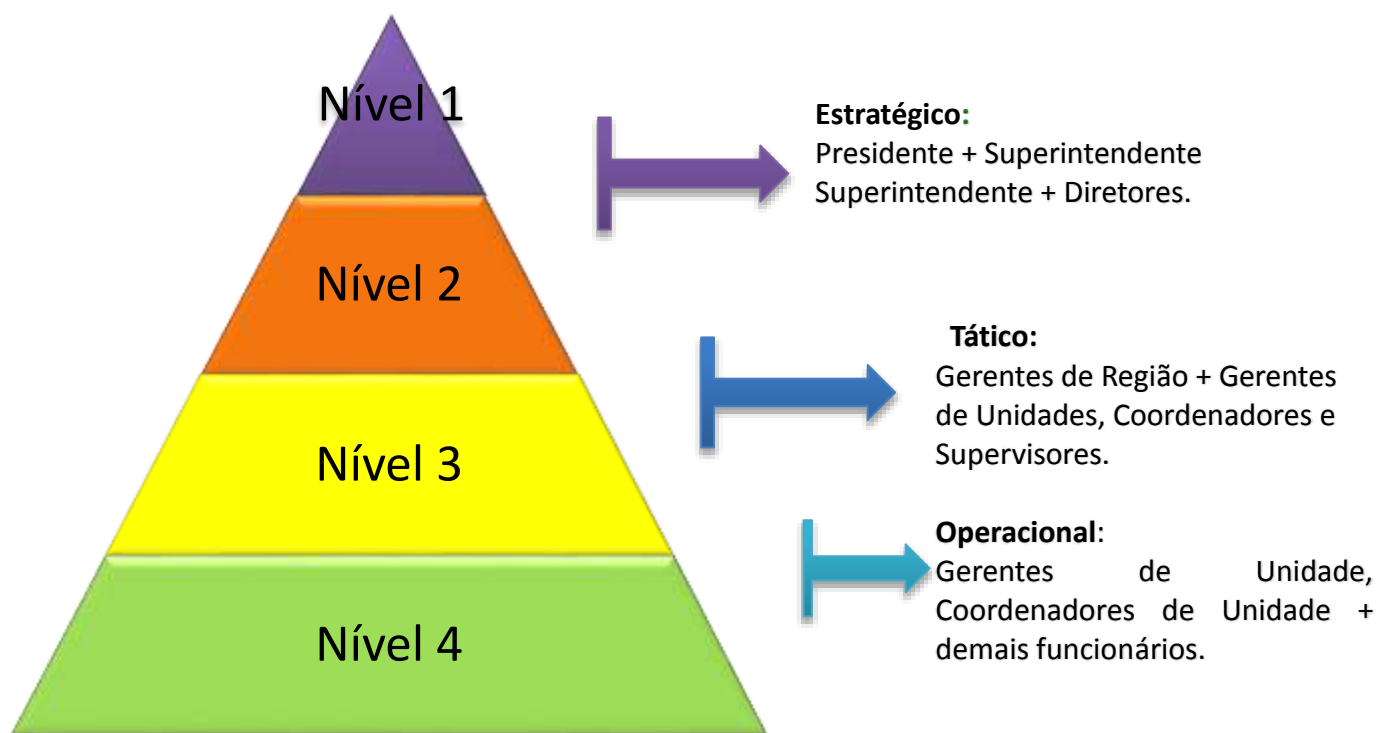 Nível 1
Nível 2
Nível 3
Nível 4
Estratégico:
Presidente + Superintendente
Superintendente + Diretores.
Tático:
Gerentes de Região + Gerentes
de Unidades, Coordenadores e
Supervisores.
Operacional:
Gerentes de Unidade,
Coordenadores de Unidade +
demais funcionários.